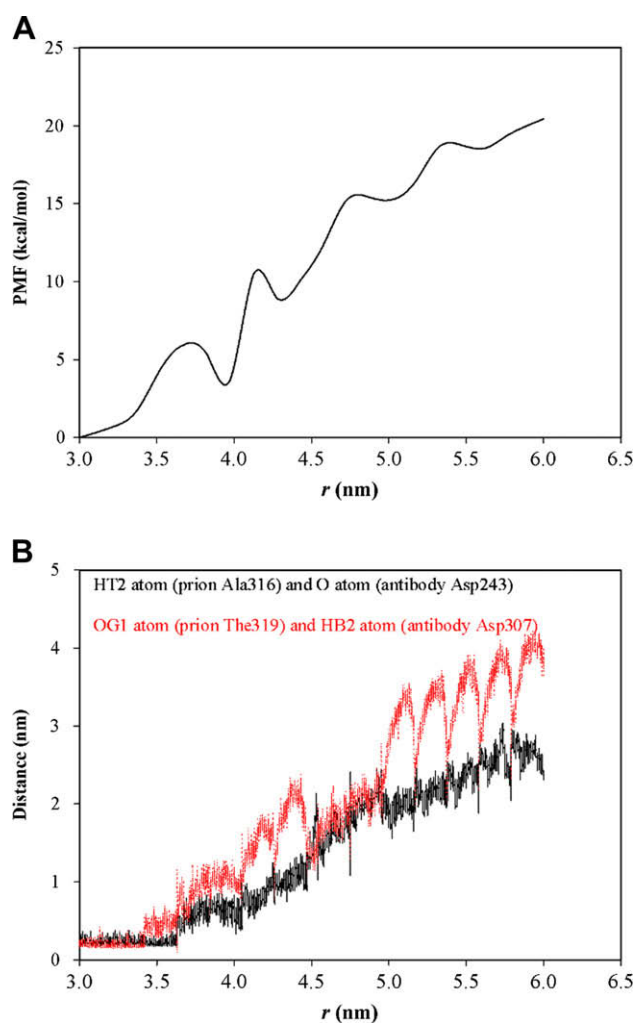 A
25
20
15
10
5
0
PMF (kcal/mol)
3.0 3.5 4.0 4.5 5.0 5.5 6.0 6.5
r (nm)
B
5
4
3
2
1
0
Distance (nm)
HT2 atom (prion Ala316) and O atom (antibody Asp243)
OG1 atom (prion The319) and HB2 atom (antibody Asp307)
3.0 3.5 4.0 4.5 5.0 5.5 6.0 6.5
r (nm)